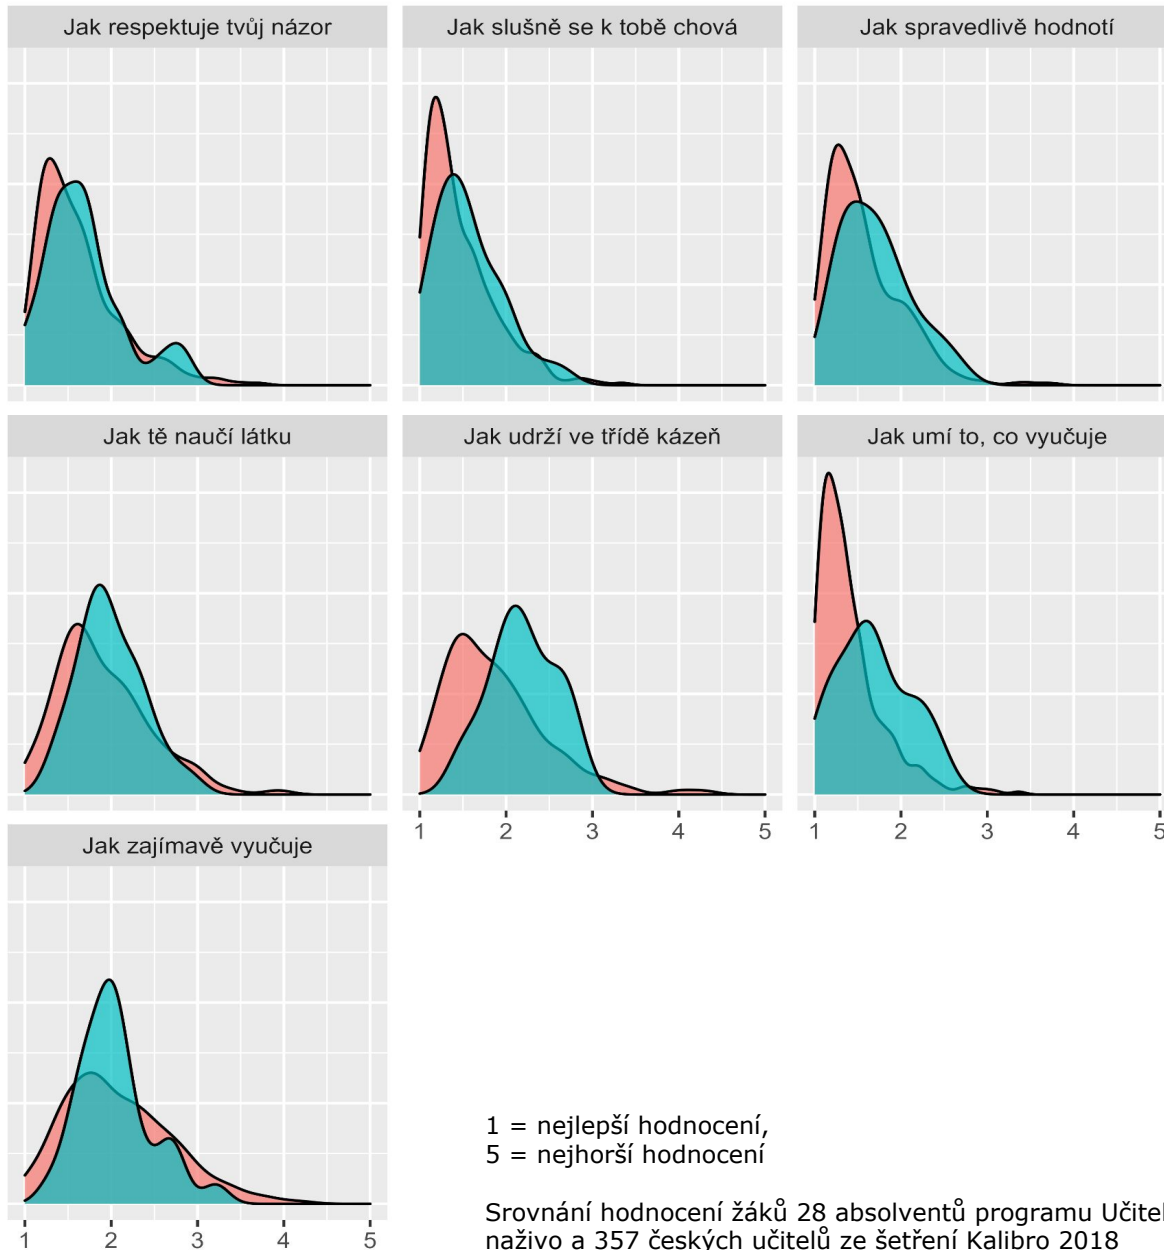 Jak respektuje tvůj názor
Jak slušně se k tobě chová
Jak spravedlivě hodnotí
Jak tě naučí látku
Jak udrží ve třídě kázeň
Jak umí to, co vyučuje
1 2 3 4 5
1 2 3 4 5
Jak zajímavě vyučuje
1 2 3 4 5
1 = nejlepší hodnocení,
5 = nejhorší hodnocení
Srovnání hodnocení žáků 28 absolventů programu Učitel
naživo a 357 českých učitelů ze šetření Kalibro 2018